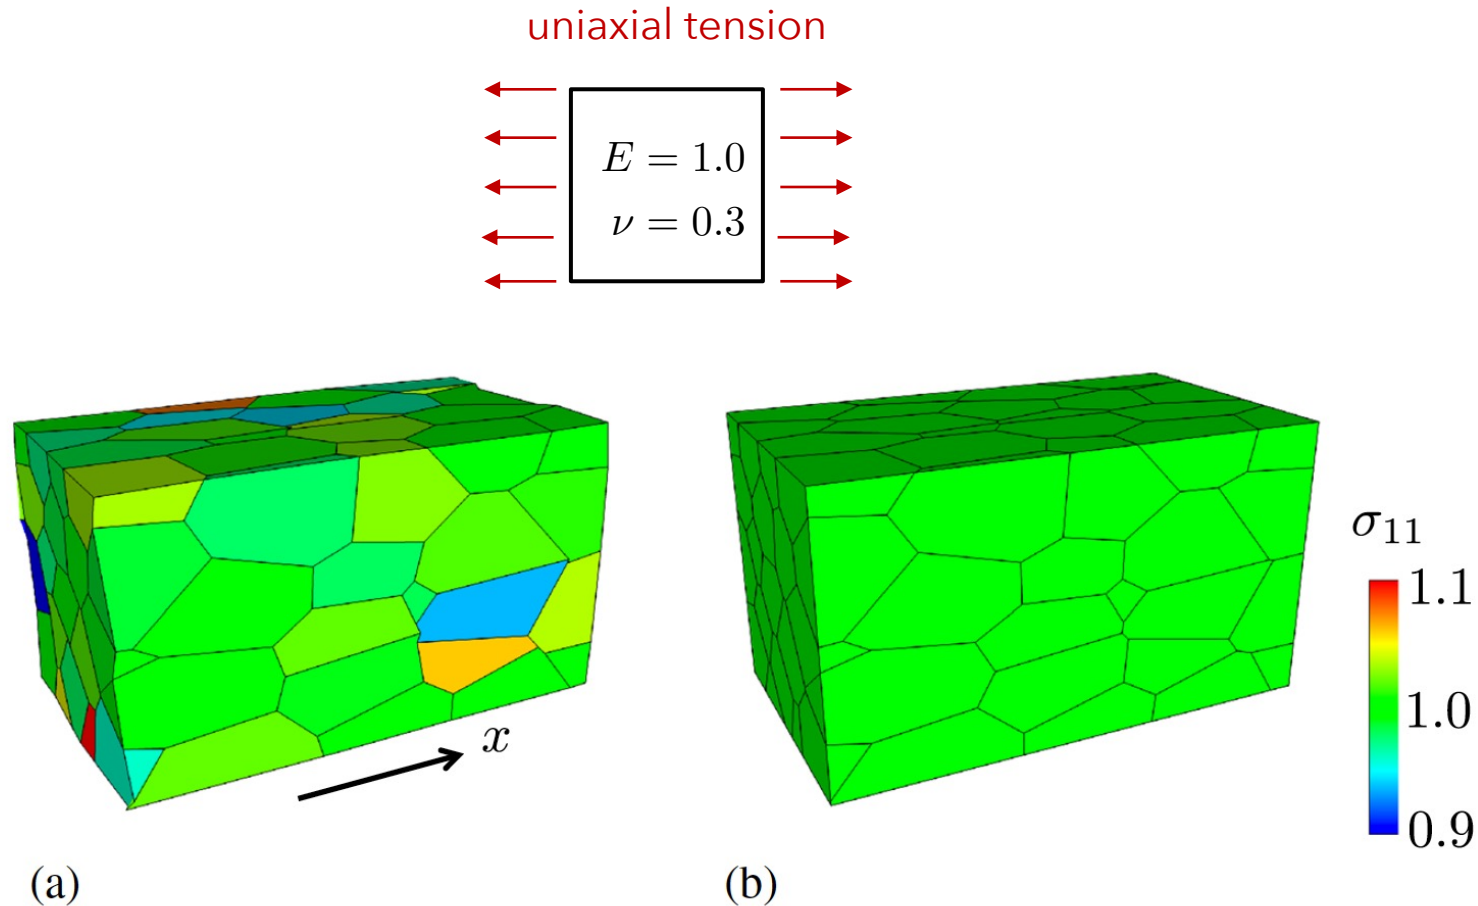 uniaxial tension
E = 1.0
ν = 0.3
σ₁₁
1.1
1.0
0.9
x
(a)
(b)